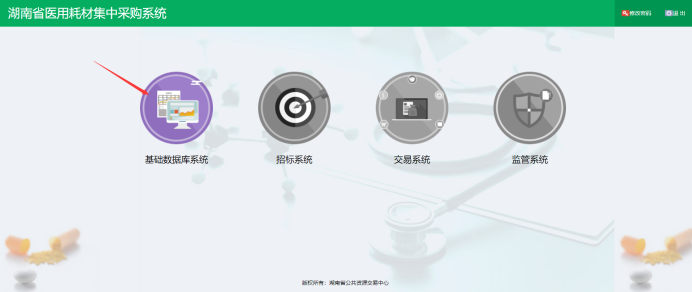 湖南省医用耗材集中采购系统
修改密码 退 出
基础数据库系统 招标系统 交易系统 监管系统
版权所有：湖南省公共资源交易中心